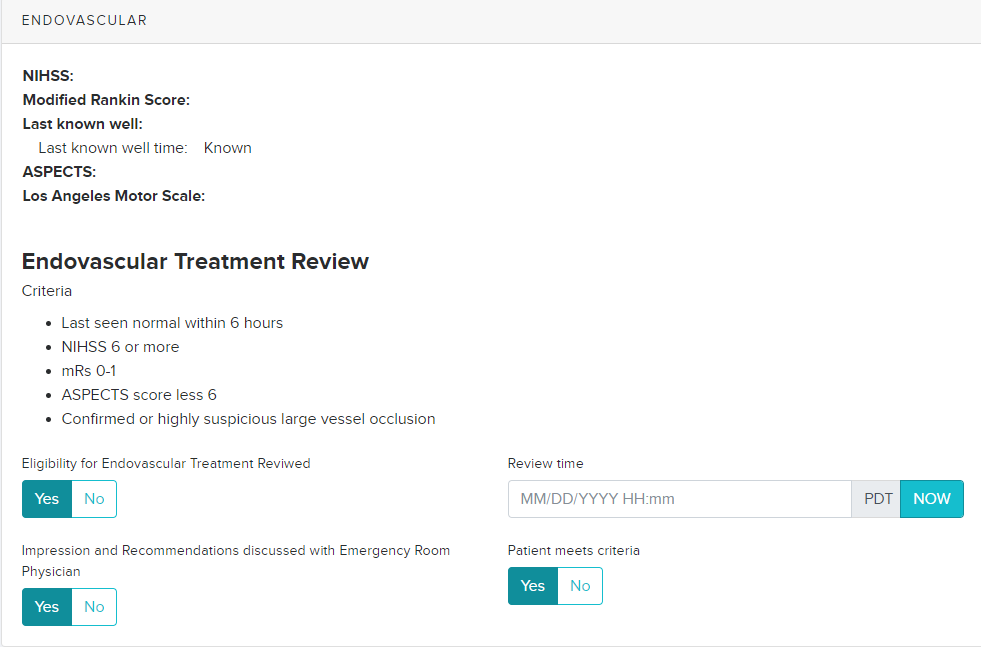 ENDOVASCULAR
NIHSS:
Modified Rankin Score:
Last known well:
Last known well time: Known
ASPECTS:
Los Angeles Motor Scale:
Endovascular Treatment Review
Criteria
• Last seen normal within 6 hours
• NIHSS 6 or more
• mRs 0-1
• ASPECTS score less 6
• Confirmed or highly suspicious large vessel occlusion
Eligibility for Endovascular Treatment Reviwed
Yes No
Review time
MM/DD/YYYY HH:mm PDT NOW
Impression and Recommendations discussed with Emergency Room
Physician
Yes No
Patient meets criteria
Yes No